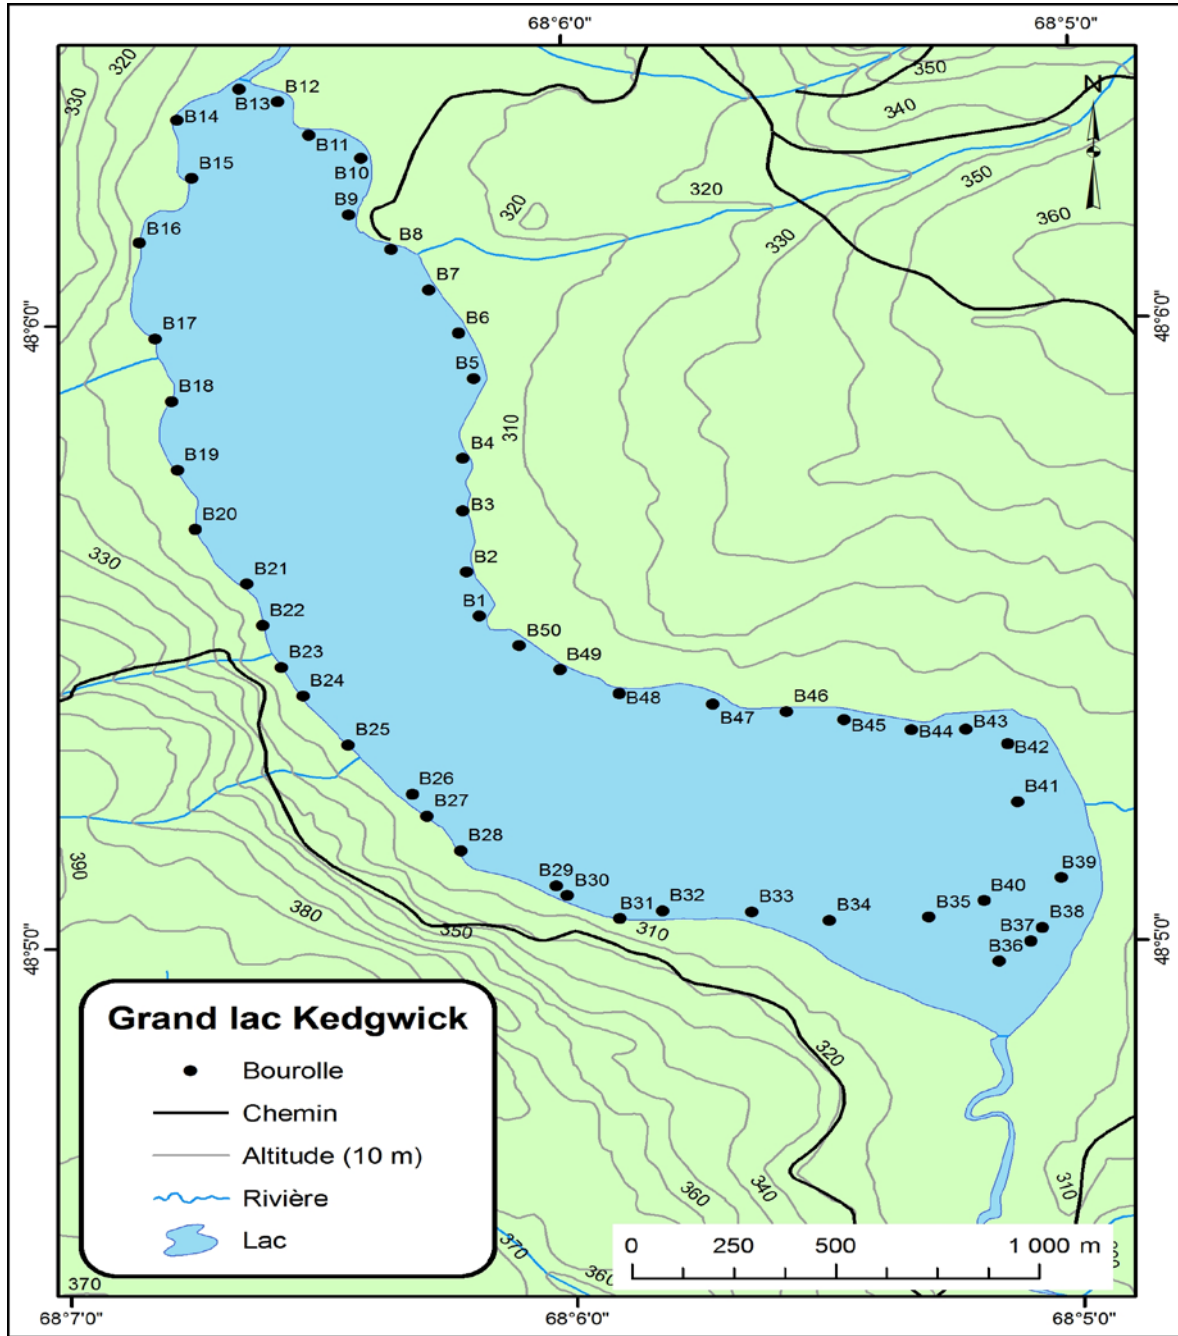 68°6'0" 68°5'0"
320
330
350
N
340
B12
B13
B14
B11
B10
B15
350
320
320
B9
360
B16
330
B8
B7
48°6'0"
48°6'0"
B17
B6
B5
B18
310
B4
B19
B3
B20
330
B2
B21
B1
B22
B50
B23
B49
B24
B48
B46
B47
B45
B43
B44
B42
B25
B26
B41
B27
B28
390
B29
B39
B30
B40
380
B31
B32
B33
B34
B35
350
310
B37
B38
48°5'0"
B36
48°5'0"
Grand lac Kedgwick
Bourolle
Chemin
Altitude (10 m)
Rivière
Lac
320
360
340
310
370
360
370
0 250 500 1 000 m
68°7'0" 68°6'0" 68°5'0"